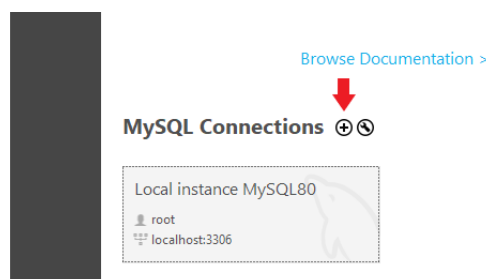 Browse Documentation >
MySQL Connections
Local instance MySQL80
root
localhost:3306